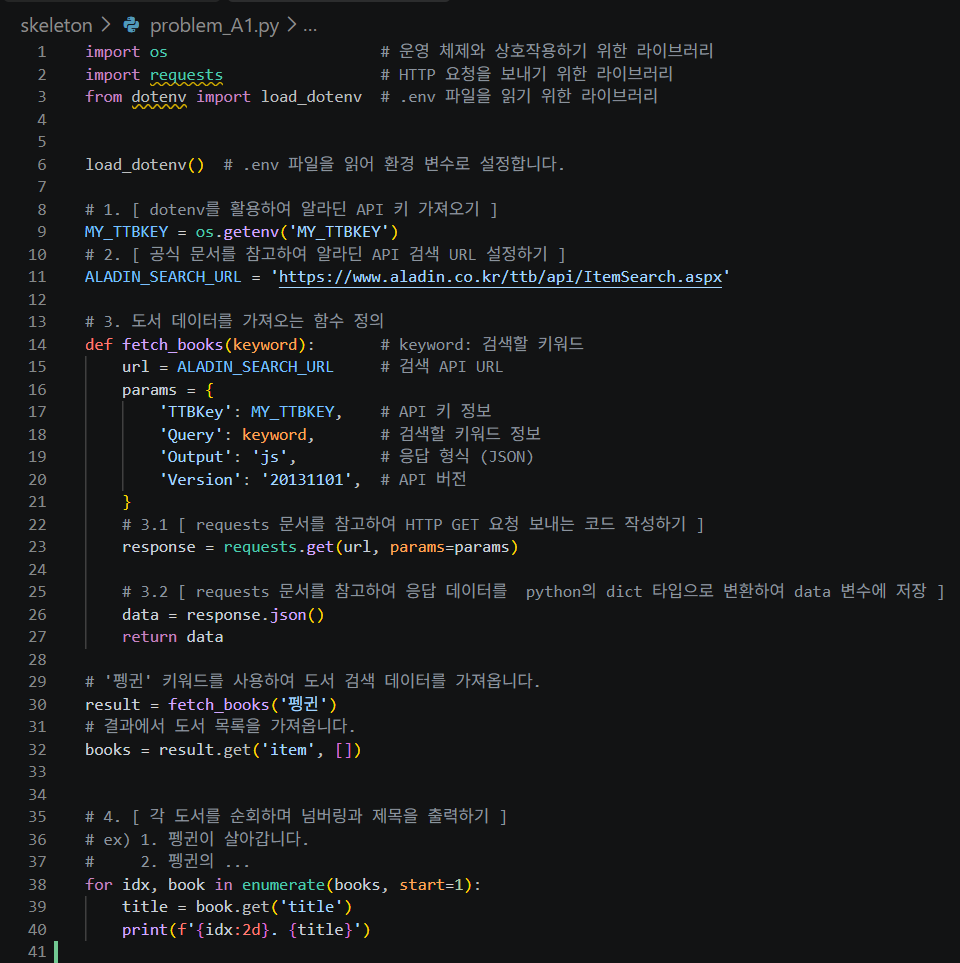 skeleton > problem_A1.py > ...
1 import os # 운영 체제와 상호작용하기 위한 라이브러리
2 import requests # HTTP 요청을 보내기 위한 라이브러리
3 from dotenv import load_dotenv # .env 파일을 읽기 위한 라이브러리
4
5
6 load_dotenv() # .env 파일을 읽어 환경 변수로 설정합니다.
7
8 # 1. [ dotenv를 활용하여 알라딘 API 키 가져오기 ]
9 MY_TTBKEY = os.getenv('MY_TTBKEY')
10 # 2. [ 공식 문서를 참고하여 알라딘 API 검색 URL 설정하기 ]
11 ALADIN_SEARCH_URL = 'https://www.aladin.co.kr/ttb/api/ItemSearch.aspx'
12
13 # 3. 도서 데이터를 가져오는 함수 정의
14 def fetch_books(keyword): # keyword: 검색할 키워드
15 url = ALADIN_SEARCH_URL # 검색 API URL
16 params = {
17 'TTBKey': MY_TTBKEY, # API 키 정보
18 'Query': keyword, # 검색할 키워드 정보
19 'Output': 'js', # 응답 형식 (JSON)
20 'Version': '20131101', # API 버전
21 }
22 # 3.1 [ requests 문서를 참고하여 HTTP GET 요청 보내는 코드 작성하기 ]
23 response = requests.get(url, params=params)
24
25 # 3.2 [ requests 문서를 참고하여 응답 데이터를  python의 dict 타입으로 변환하여 data 변수에 저장 ]
26 data = response.json()
27 return data
28
29 # '펭귄' 키워드를 사용하여 도서 검색 데이터를 가져옵니다.
30 result = fetch_books('펭귄')
31 # 결과에서 도서 목록을 가져옵니다.
32 books = result.get('item', [])
33
34
35 # 4. [ 각 도서를 순회하며 넘버링과 제목을 출력하기 ]
36 # ex) 1. 펭귄이 살아갑니다.
37 # 2. 펭귄의 ...
38 for idx, book in enumerate(books, start=1):
39 title = book.get('title')
40 print(f'{idx:2d}. {title}')
41